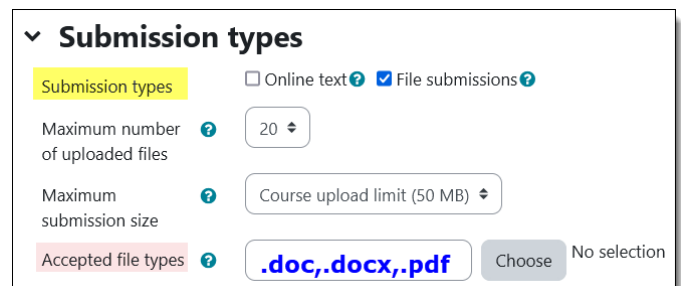 Submission types
Submission types Online text ? File submissions ?
Maximum number of uploaded files ? 20
Maximum submission size ? Course upload limit (50 MB)
Accepted file types ? .doc,.docx,.pdf Choose No selection